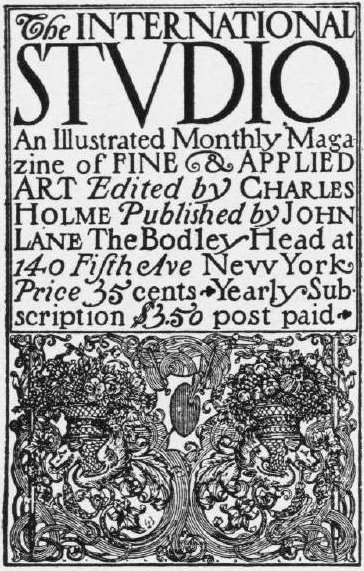 The INTERNATIONAL
STVDIO
An Illustrated Monthly Maga
zine of FINE & APPLIED
ART Edited by CHARLES
HOLME Published by JOHN
LANE The Bodley Head at
140 Fifth Ave New York
Price 35 cents Yearly Sub-
scription $3.50 post paid